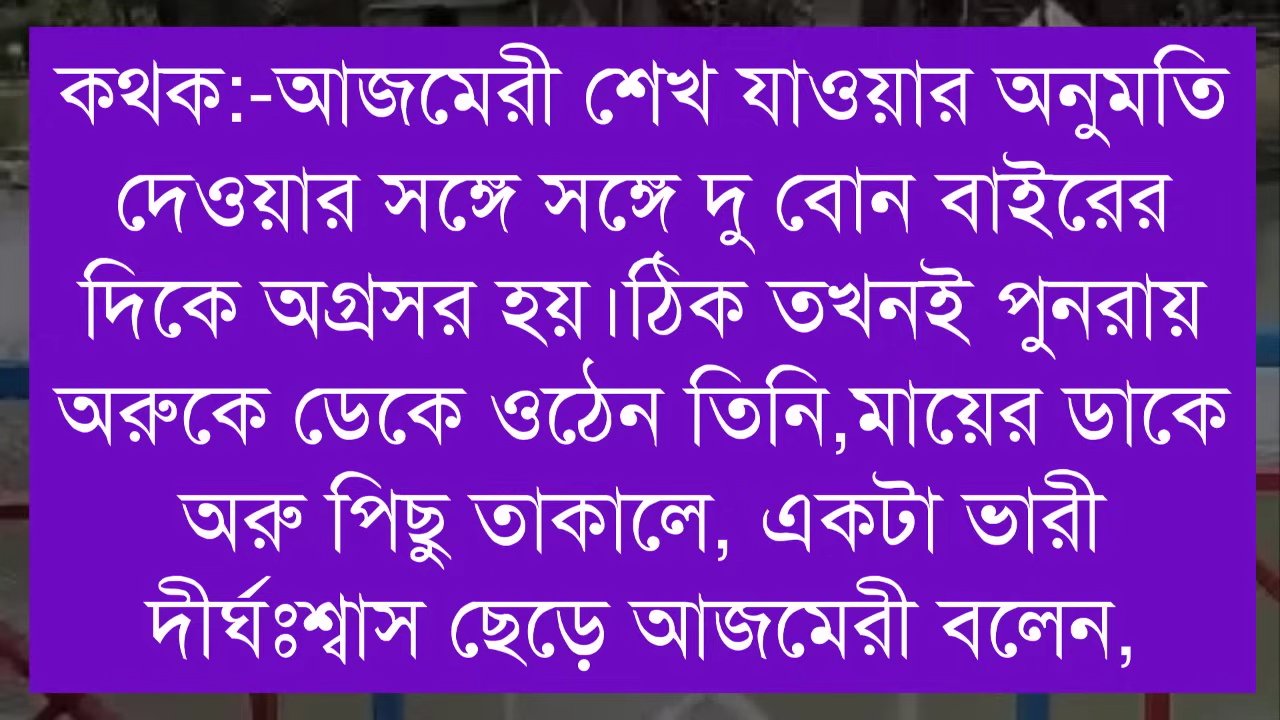 কথক:-আজমেরী শেখ যাওয়ার অনুমতি
দেওয়ার সঙ্গে সঙ্গে দু বোন বাইরের
দিকে অগ্রসর হয়।ঠিক তখনই পুনরায়
অরুকে ডেকে ওঠেন তিনি,মায়ের ডাকে
অরু পিছু তাকালে, একটা ভারী
দীর্ঘঃশ্বাস ছেড়ে আজমেরী বলেন,